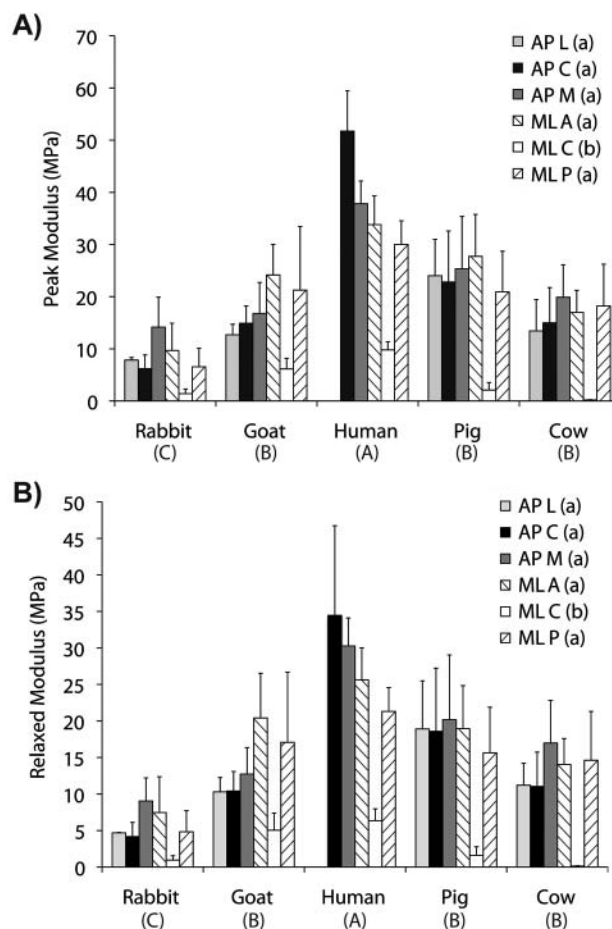 A)
AP L (a)
AP C (a)
AP M (a)
ML A (a)
ML C (b)
ML P (a)
Peak Modulus (MPa)
70
60
50
40
30
20
10
0
Rabbit Goat Human Pig Cow
(C) (B) (A) (B) (B)
B)
AP L (a)
AP C (a)
AP M (a)
ML A (a)
ML C (b)
ML P (a)
Relaxed Modulus (MPa)
50
45
40
35
30
25
20
15
10
5
0
Rabbit Goat Human Pig Cow
(C) (B) (A) (B) (B)